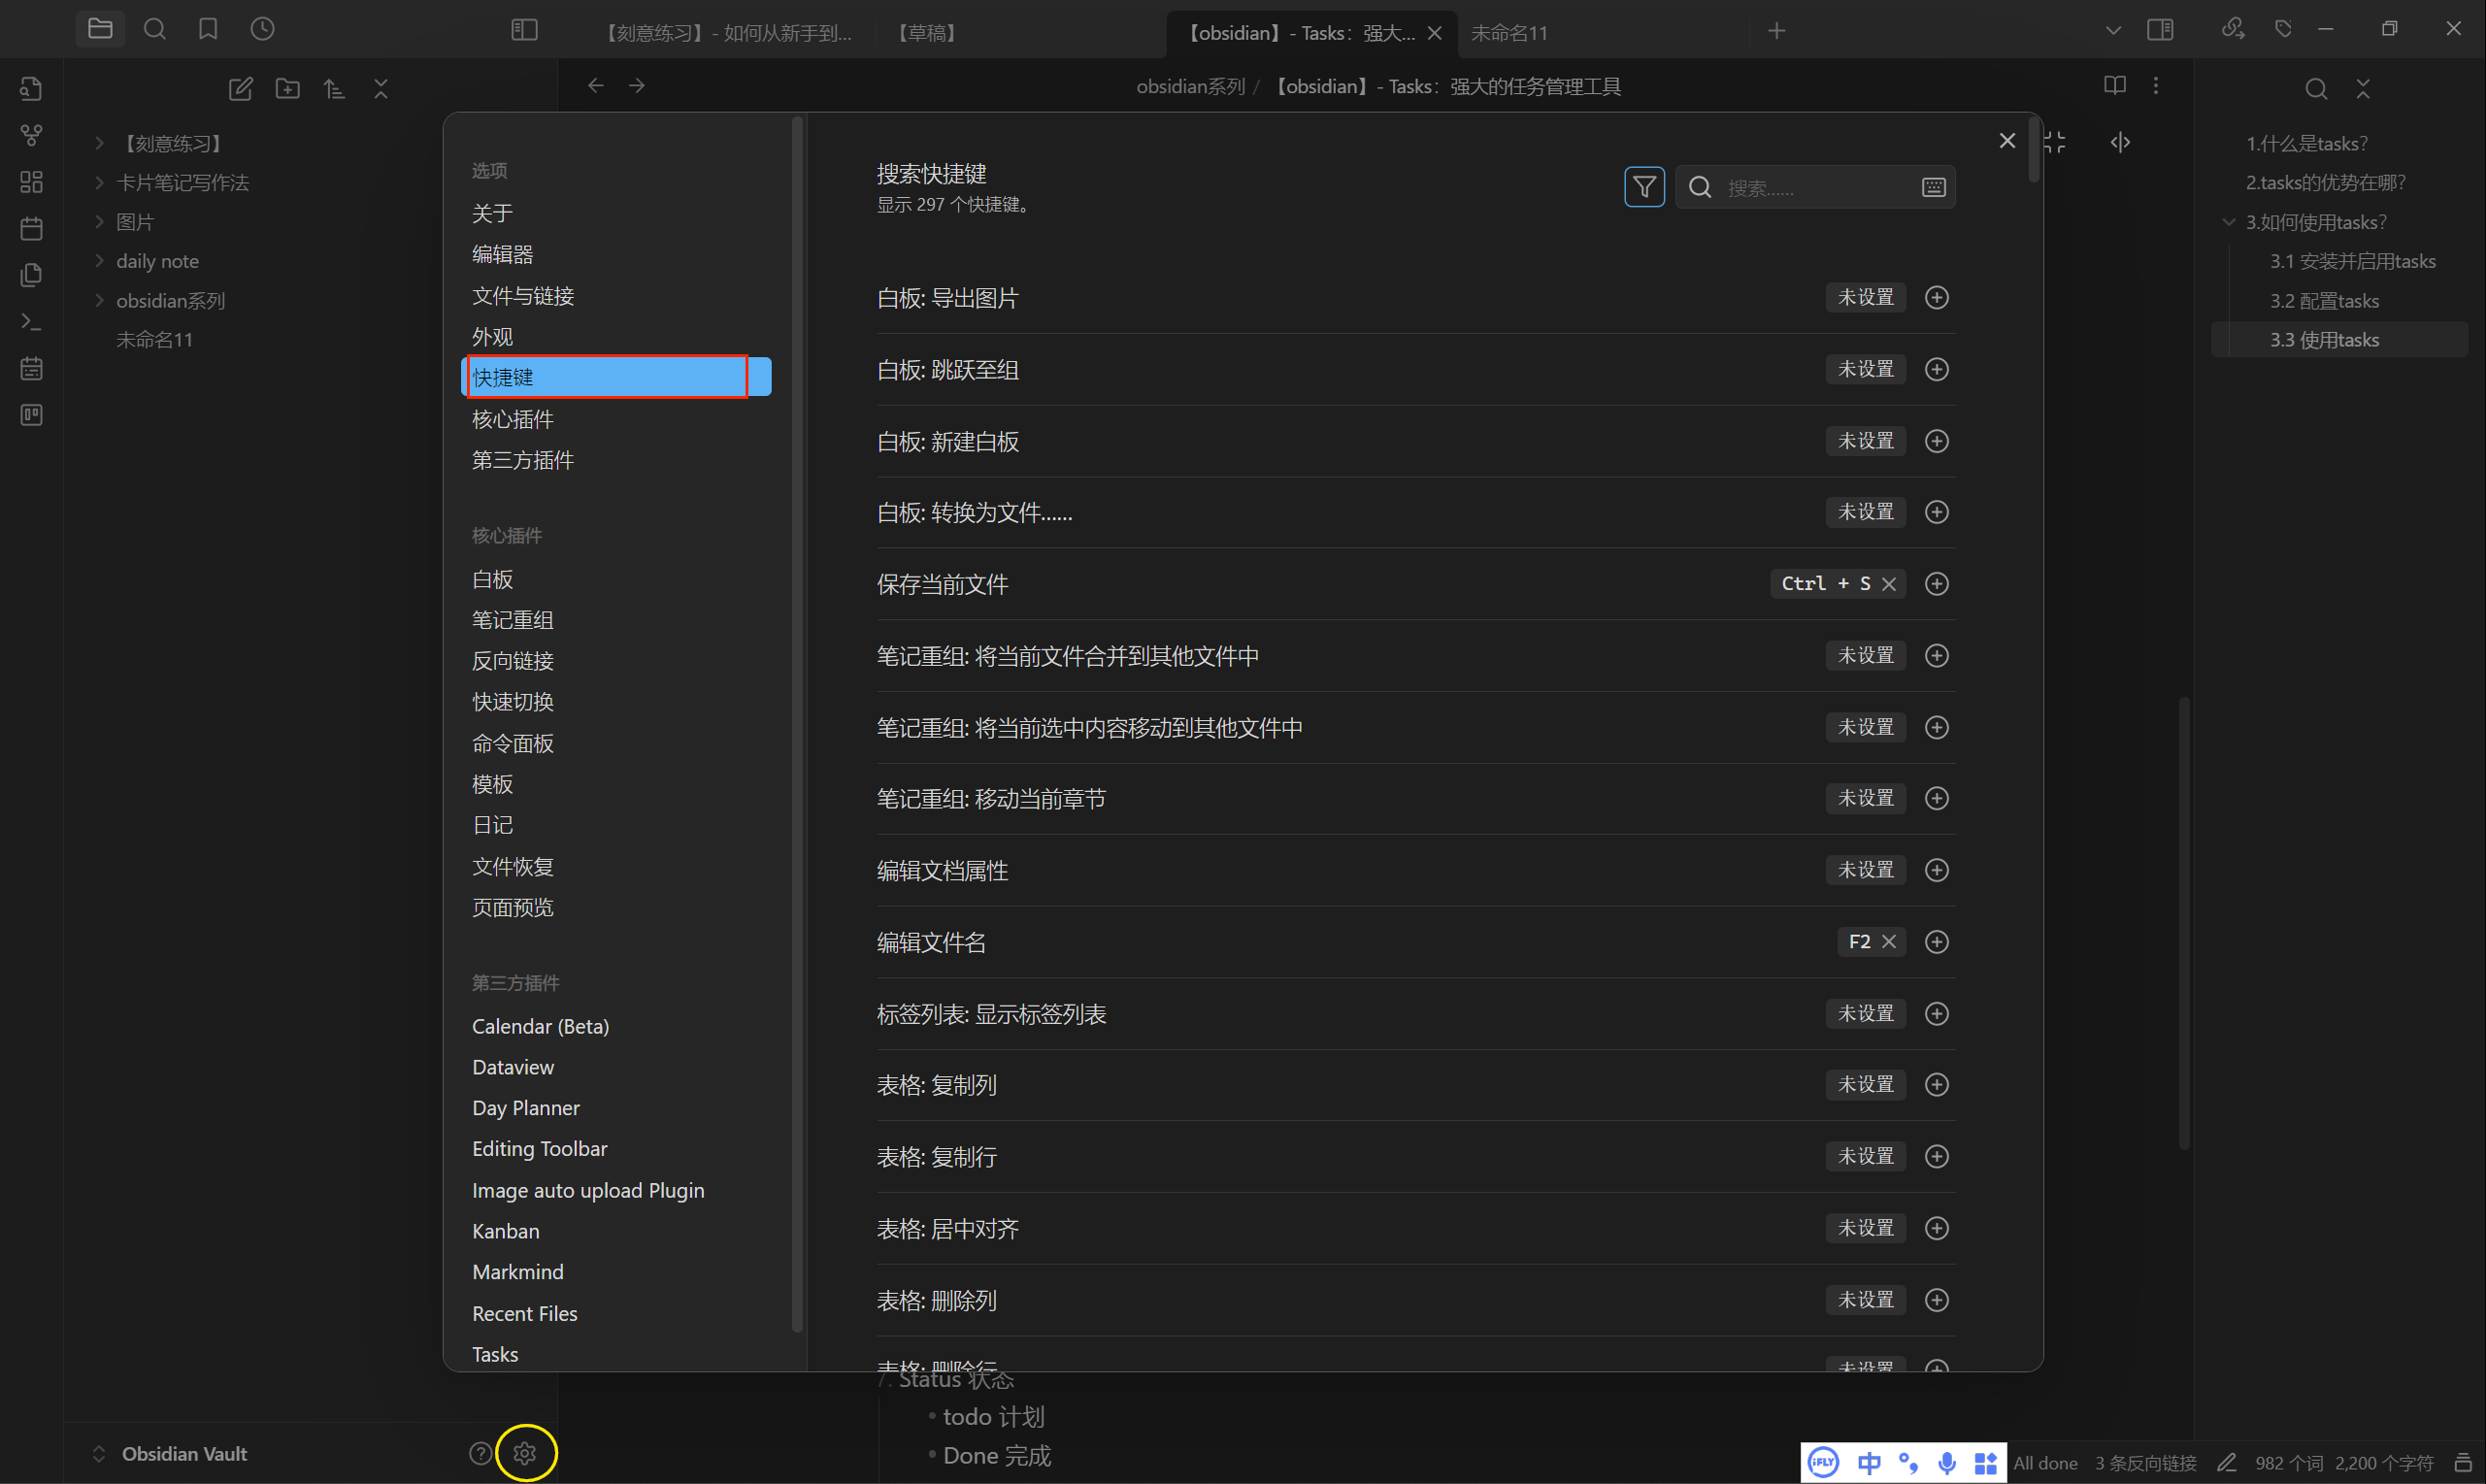 【刻意练习】- 如何从新手到...
【草稿】
【obsidian】- Tasks：强大...
未命名11
obsidian系列 / 【obsidian】- Tasks：强大的任务管理工具
【刻意练习】
卡片笔记写作法
图片
daily note
obsidian系列
未命名11
选项
关于
编辑器
文件与链接
外观
快捷键
核心插件
第三方插件
核心插件
白板
笔记重组
反向链接
快速切换
命令面板
模板
日记
文件恢复
页面预览
第三方插件
Calendar (Beta)
Dataview
Day Planner
Editing Toolbar
Image auto upload Plugin
Kanban
Markmind
Recent Files
Tasks
搜索快捷键
显示 297 个快捷键。
搜索......
白板: 导出图片 未设置
白板: 跳跃至组 未设置
白板: 新建白板 未设置
白板: 转换为文件...... 未设置
保存当前文件 Ctrl + S
笔记重组: 将当前文件合并到其他文件中 未设置
笔记重组: 将当前选中内容移动到其他文件中 未设置
笔记重组: 移动当前章节 未设置
编辑文档属性 未设置
编辑文件名 F2
标签列表: 显示标签列表 未设置
表格: 复制列 未设置
表格: 复制行 未设置
表格: 居中对齐 未设置
表格: 删除列 未设置
表格: 删除行 未设置
7. Status 状态
• todo 计划
• Done 完成
1.什么是tasks?
2.tasks的优势在哪?
3.如何使用tasks?
3.1 安装并启用tasks
3.2 配置tasks
3.3 使用tasks
Obsidian Vault
iFLY 中
All done 3 条反向链接 982 个词 2,200 个字符